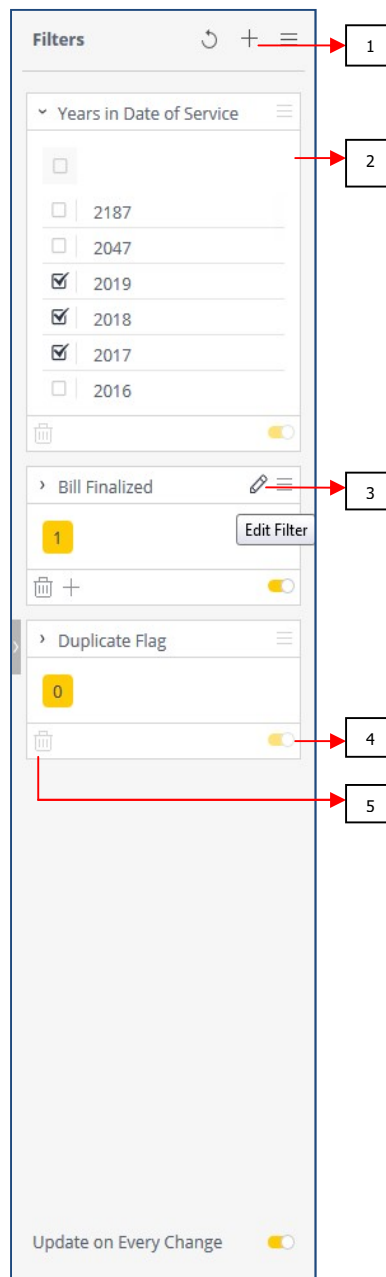 Filters
1
Years in Date of Service
2
2187
2047
2019
2018
2017
2016
Bill Finalized
3
1
Edit Filter
Duplicate Flag
0
4
5
Update on Every Change